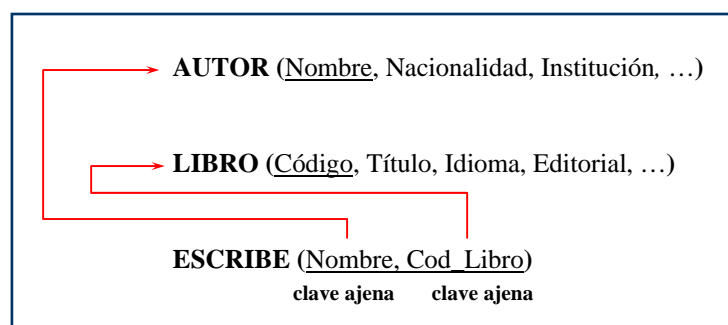 AUTOR (Nombre, Nacionalidad, Institución, …)
LIBRO (Código, Título, Idioma, Editorial, …)
ESCRIBE (Nombre, Cod_Libro)
clave ajena clave ajena